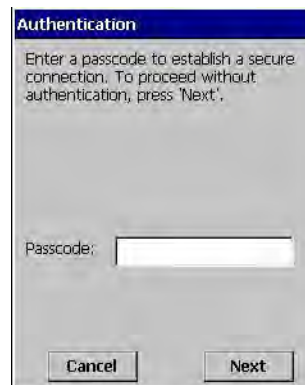 Authentication
Enter a passcode to establish a secure
connection. To proceed without
authentication, press 'Next'.
Passcode:
Cancel Next